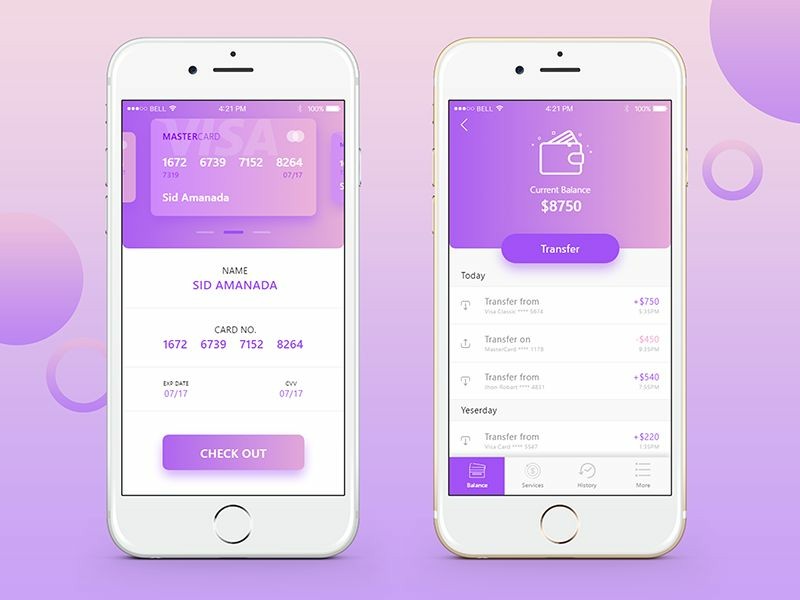 ●●●○○ BELL 4:21 PM 100%
VISA
MASTERCARD
1672 6739 7152 8264
7319 07/17
Sid Amanada
NAME
SID AMANADA
CARD NO.
1672 6739 7152 8264
EXP DATE CVV
07/17 07/17
CHECK OUT
●●●○○ BELL 4:21 PM 100%
Current Balance
$8750
Transfer
Today
Transfer from +$750
Visa Classic **** 5614 5:35PM
Transfer on -$450
MasterCard **** 1178 9:35PM
Transfer from +$540
Jhon Robart **** 4831 7:55PM
Yeserday
Transfer from +$220
Visa Card **** 5547 1:35PM
Balance Services History More